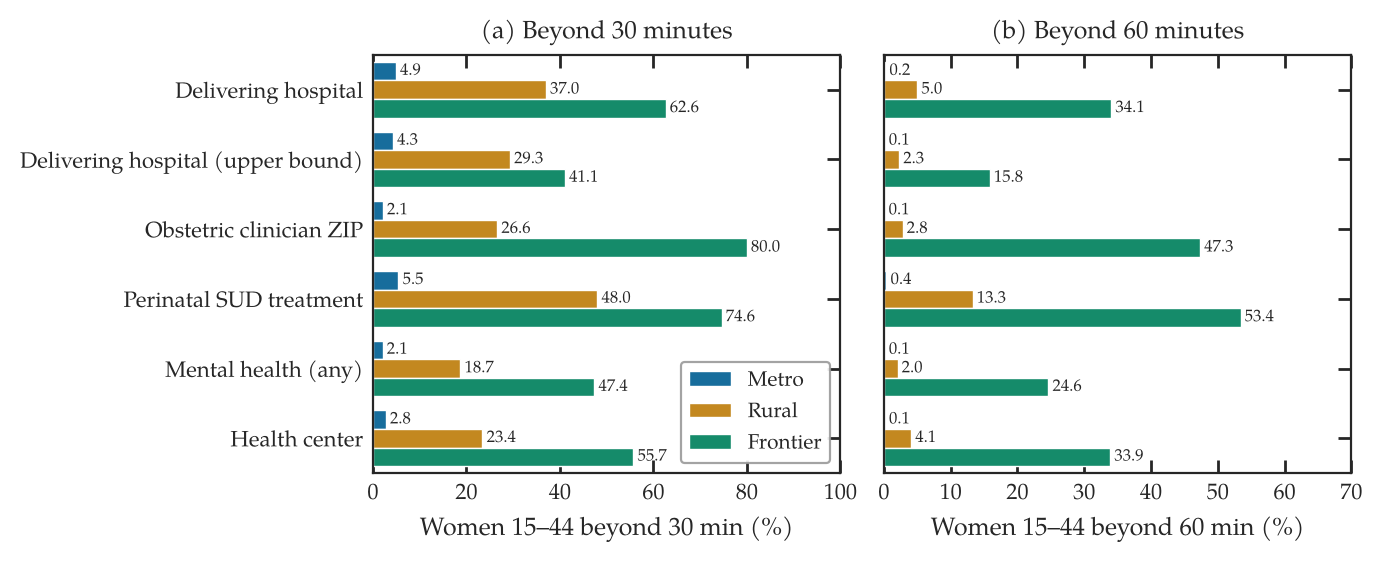 (a) Beyond 30 minutes
Delivering hospital
4.9
37.0
62.6
Delivering hospital (upper bound)
4.3
29.3
41.1
Obstetric clinician ZIP
2.1
26.6
80.0
Perinatal SUD treatment
5.5
48.0
74.6
Mental health (any)
2.1
18.7
47.4
Health center
2.8
23.4
55.7
Metro
Rural
Frontier
0 20 40 60 80 100
Women 15–44 beyond 30 min (%)
(b) Beyond 60 minutes
0.2
5.0
34.1
0.1
2.3
15.8
0.1
2.8
47.3
0.4
13.3
53.4
0.1
2.0
24.6
0.1
4.1
33.9
0 10 20 30 40 50 60 70
Women 15–44 beyond 60 min (%)